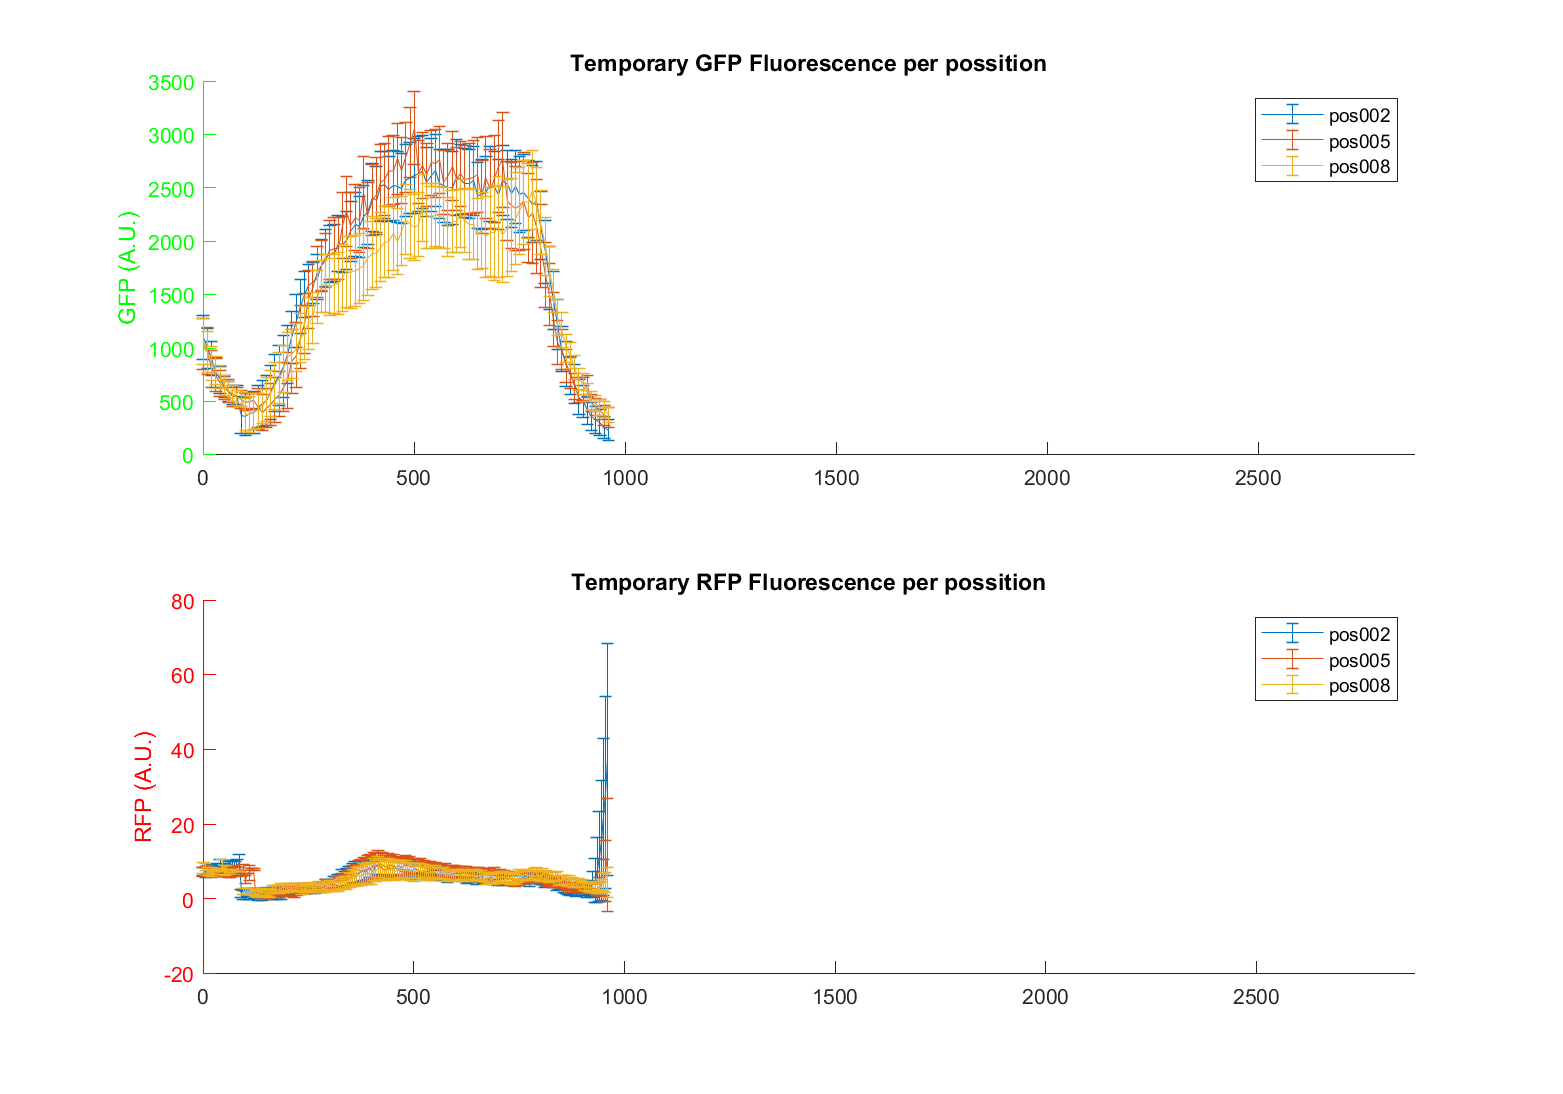 Temporary GFP Fluorescence per possition
3500
3000
2500
2000
1500
1000
500
0
GFP (A.U.)
0 500 1000 1500 2000 2500
pos002
pos005
pos008
Temporary RFP Fluorescence per possition
80
60
40
20
0
-20
RFP (A.U.)
0 500 1000 1500 2000 2500
pos002
pos005
pos008